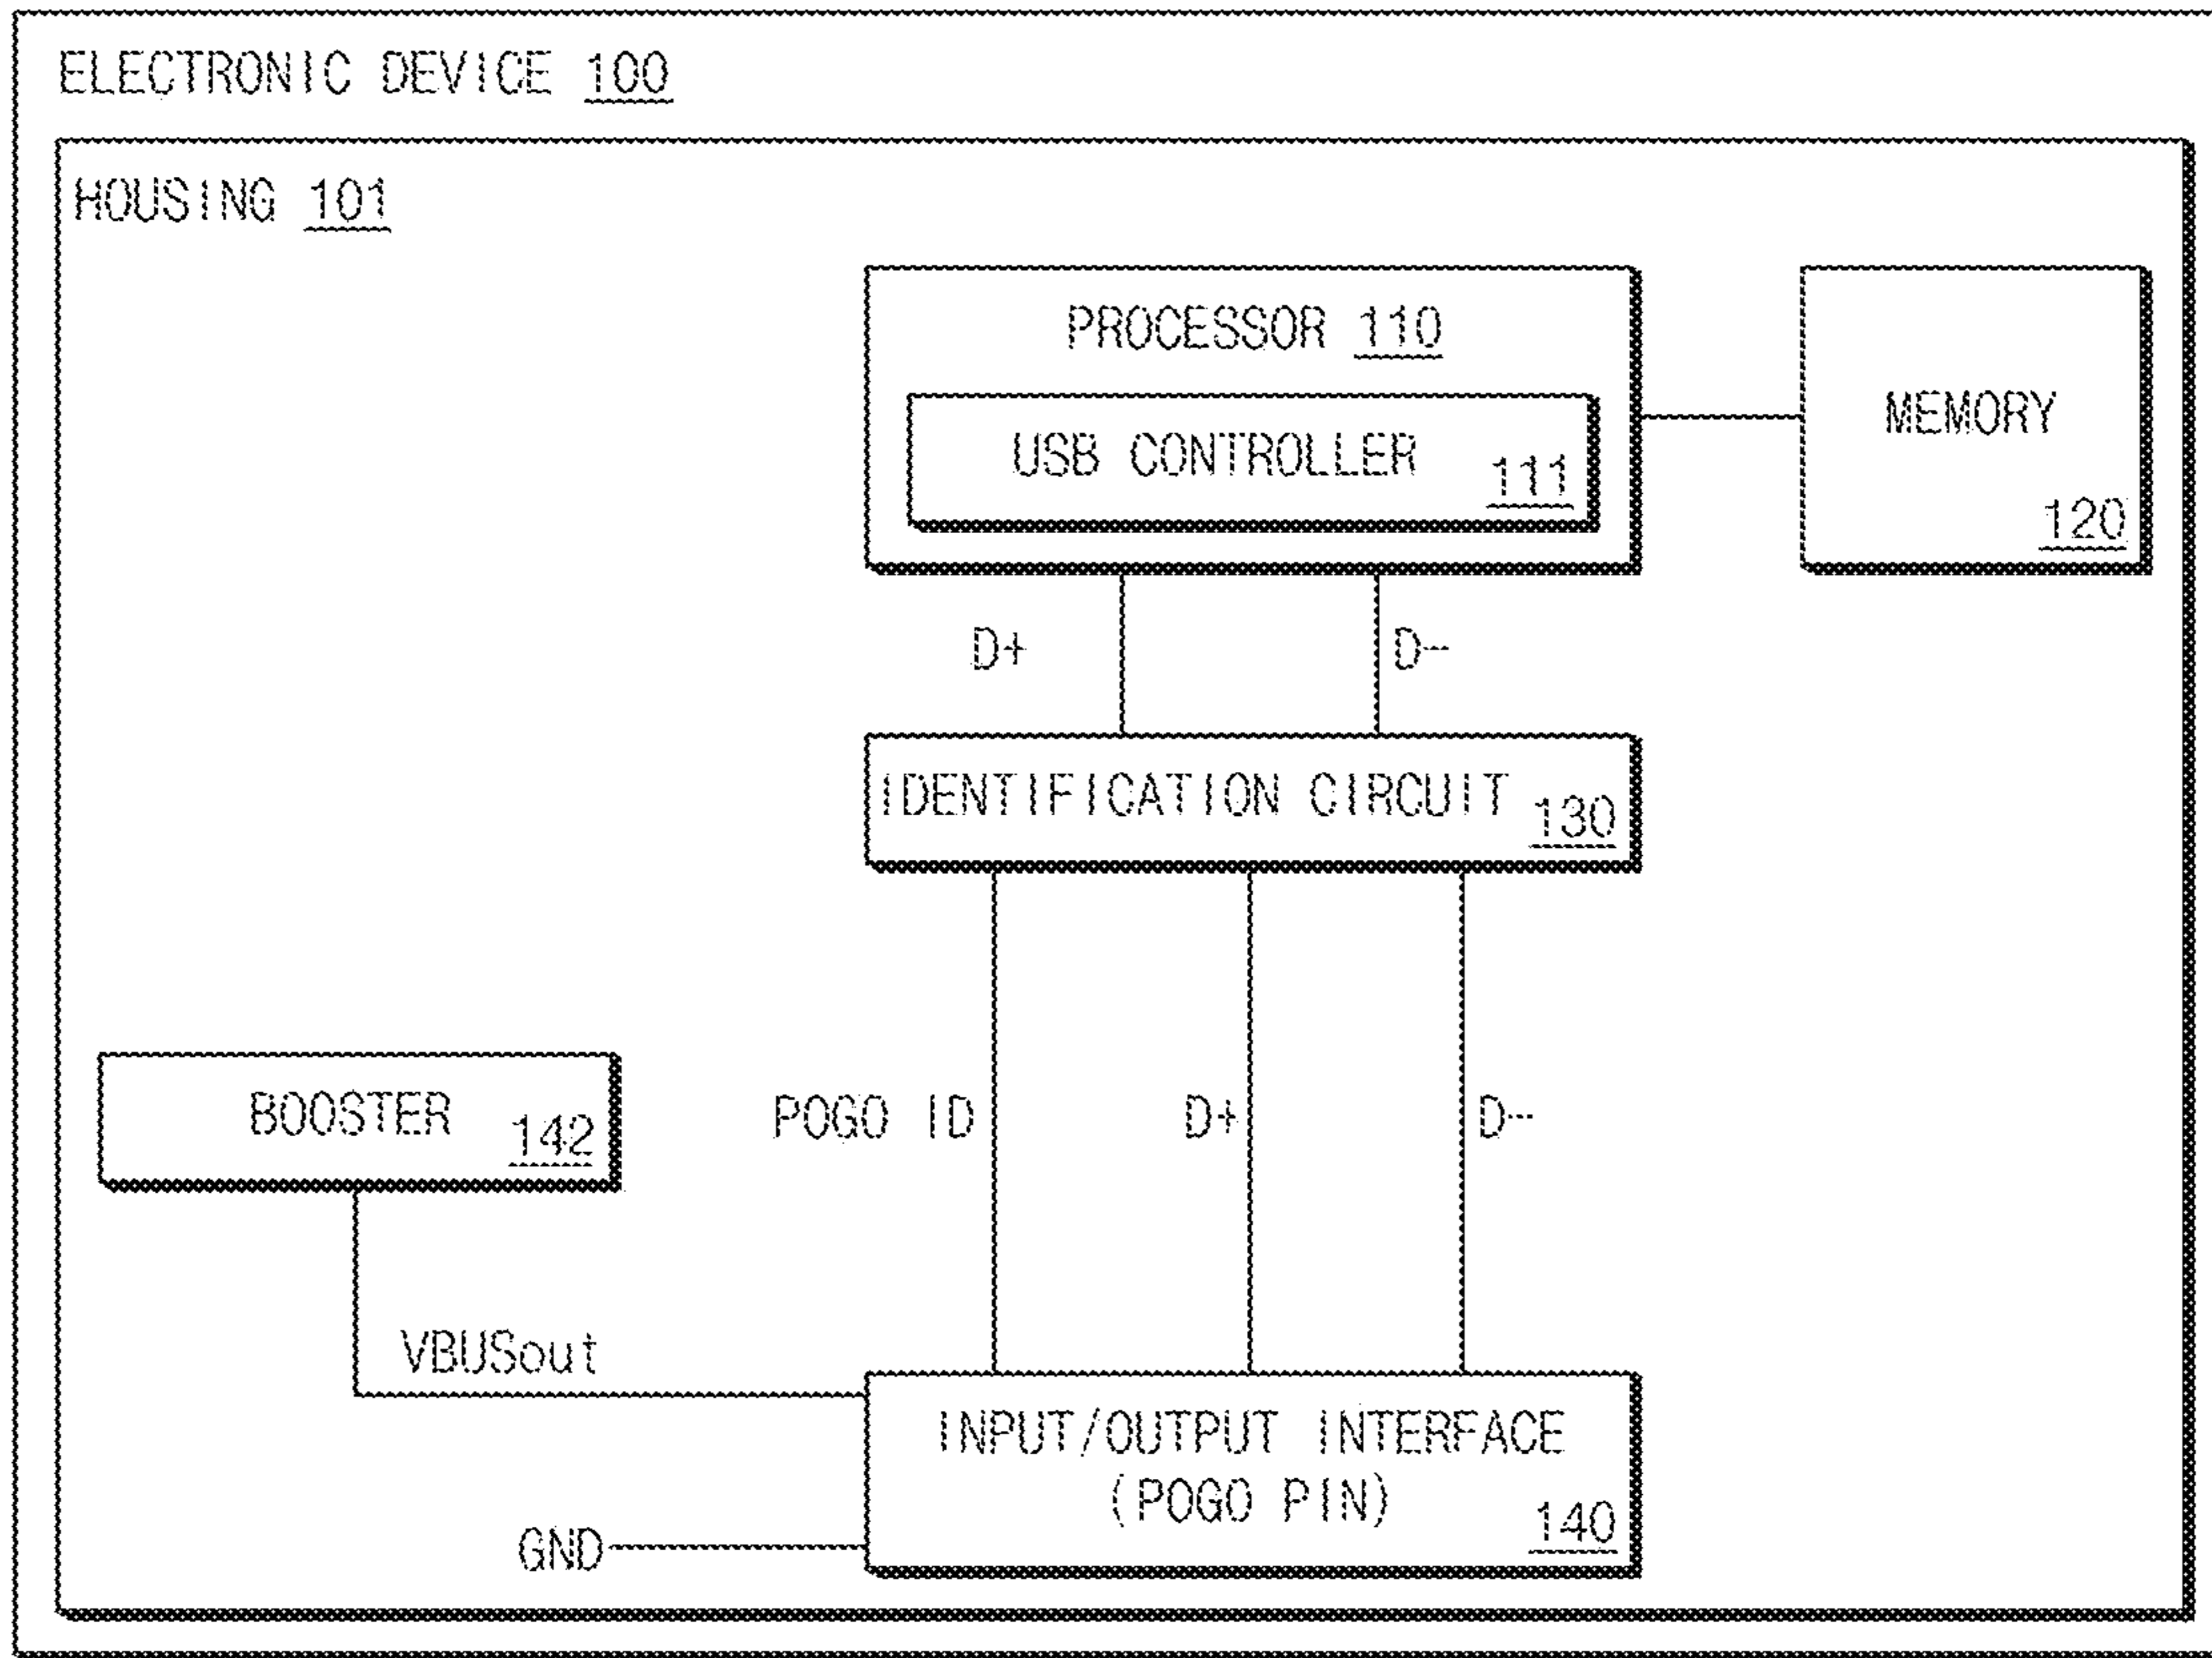 ELECTRONIC DEVICE 100
HOUSING 101
PROCESSOR 110
USB CONTROLLER 111
MEMORY
120
D+
D-
IDENTIFICATION CIRCUIT 130
BOOSTER 142
POGO ID
D+
D-
VBUSout
INPUT/OUTPUT INTERFACE
(POGO PIN)
140
GND